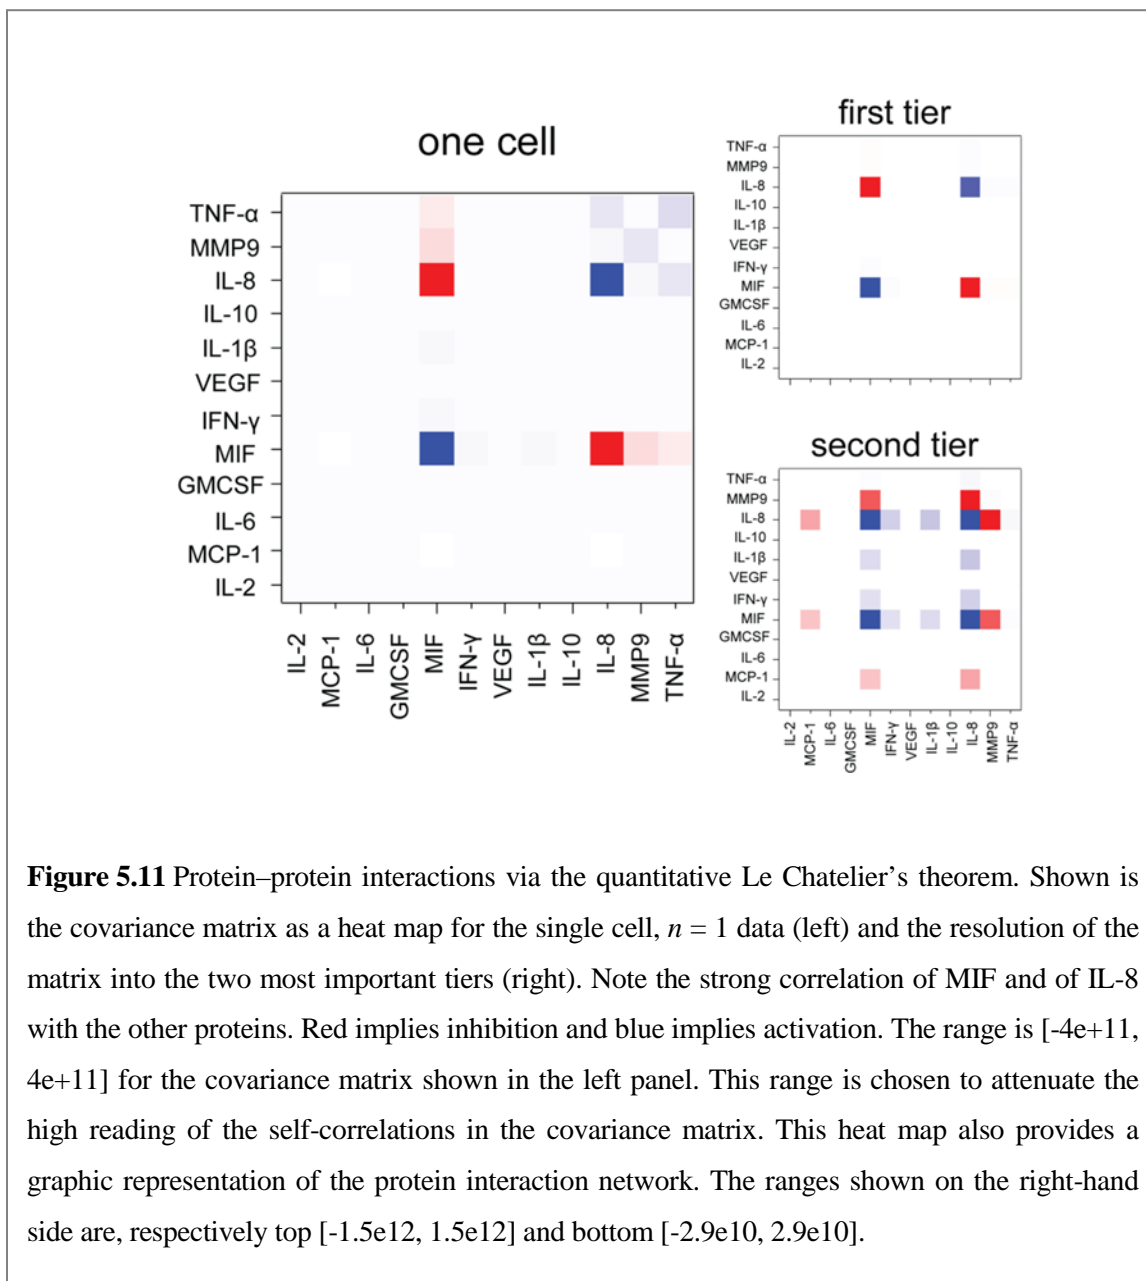 one cell
TNF-α
MMP9
IL-8
IL-10
IL-1β
VEGF
IFN-γ
MIF
GMCSF
IL-6
MCP-1
IL-2
IL-2
MCP-1
IL-6
GMCSF
MIF
IFN-γ
VEGF
IL-1β
IL-10
IL-8
MMP9
TNF-α
first tier
TNF-α
MMP9
IL-8
IL-10
IL-1β
VEGF
IFN-γ
MIF
GMCSF
IL-6
MCP-1
IL-2
second tier
TNF-α
MMP9
IL-8
IL-10
IL-1β
VEGF
IFN-γ
MIF
GMCSF
IL-6
MCP-1
IL-2
IL-2
MCP-1
IL-6
GMCSF
MIF
IFN-γ
VEGF
IL-1β
IL-10
IL-8
MMP9
TNF-α
Figure 5.11 Protein–protein interactions via the quantitative Le Chatelier’s theorem. Shown is
the covariance matrix as a heat map for the single cell, n = 1 data (left) and the resolution of the
matrix into the two most important tiers (right). Note the strong correlation of MIF and of IL-8
with the other proteins. Red implies inhibition and blue implies activation. The range is [-4e+11,
4e+11] for the covariance matrix shown in the left panel. This range is chosen to attenuate the
high reading of the self-correlations in the covariance matrix. This heat map also provides a
graphic representation of the protein interaction network. The ranges shown on the right-hand
side are, respectively top [-1.5e12, 1.5e12] and bottom [-2.9e10, 2.9e10].